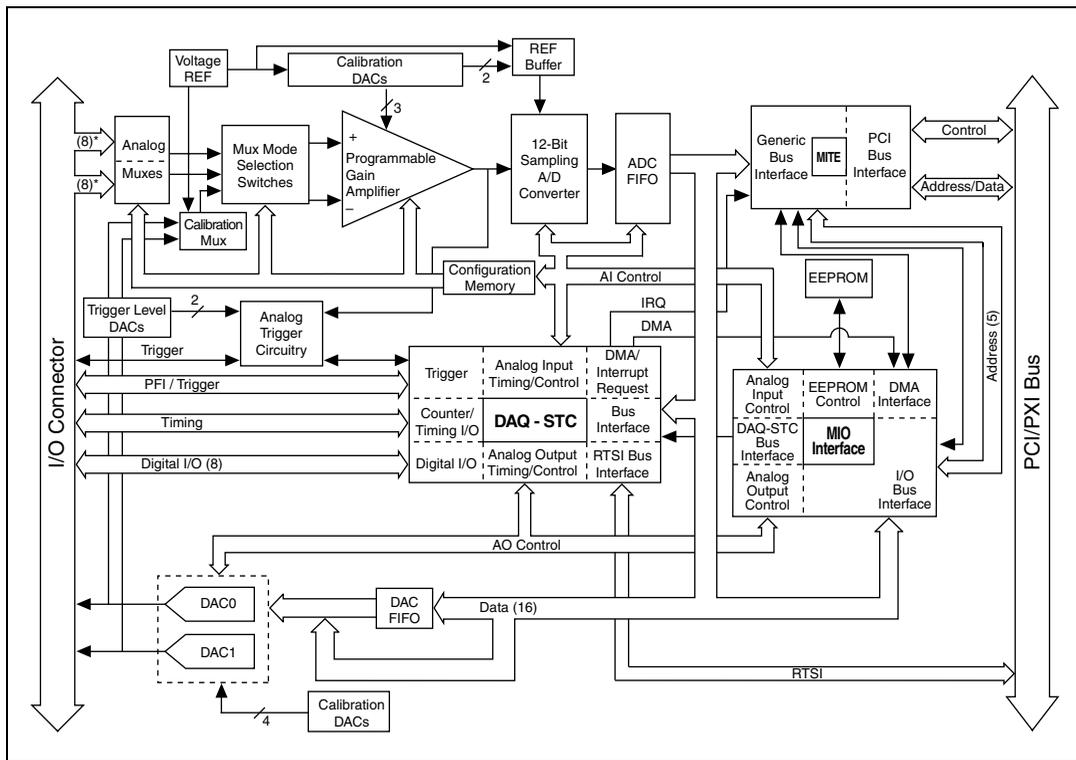 Voltage
REF
Calibration
DACs
2
REF
Buffer
3
(8)*
(8)*
Analog
Muxes
Mux Mode
Selection
Switches
+
Programmable
Gain
Amplifier
–
12-Bit
Sampling
A/D
Converter
ADC
FIFO
Generic
Bus
Interface
MITE
PCI
Bus
Interface
Control
Address/Data
Calibration
Mux
Configuration
Memory
AI Control
EEPROM
IRQ
DMA
Address (5)
Trigger Level
DACs
2
Analog
Trigger
Circuitry
Trigger
PFI / Trigger
Timing
Digital I/O (8)
I/O Connector
PCI/PXI Bus
Trigger
Analog Input
Timing/Control
DMA/
Interrupt
Request
Counter/
Timing I/O
DAQ - STC
Bus
Interface
Digital I/O
Analog Output
Timing/Control
RTSI Bus
Interface
Analog
Input
Control
EEPROM
Control
DMA
Interface
DAQ-STC
Bus
Interface
MIO
Interface
Analog
Output
Control
I/O
Bus
Interface
AO Control
DAC0
DAC1
DAC
FIFO
Data (16)
RTSI
4
Calibration
DACs